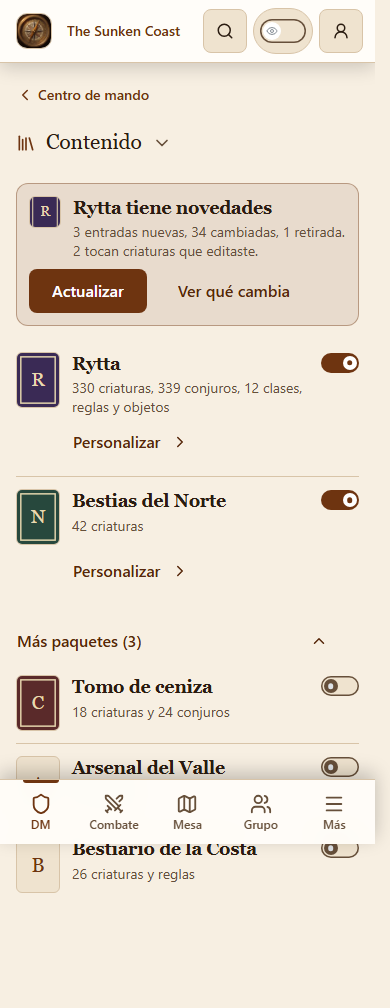 The Sunken Coast
Centro de mando
Contenido
R
Rytta tiene novedades
3 entradas nuevas, 34 cambiadas, 1 retirada.
2 tocan criaturas que editaste.
Actualizar
Ver qué cambia
R
Rytta
330 criaturas, 339 conjuros, 12 clases,
reglas y objetos
Personalizar
N
Bestias del Norte
42 criaturas
Personalizar
Más paquetes (3)
C
Tomo de ceniza
18 criaturas y 24 conjuros
Arsenal del Valle
DM
Combate
Mesa
Grupo
Más
B
Bestiario de la Costa
26 criaturas y reglas